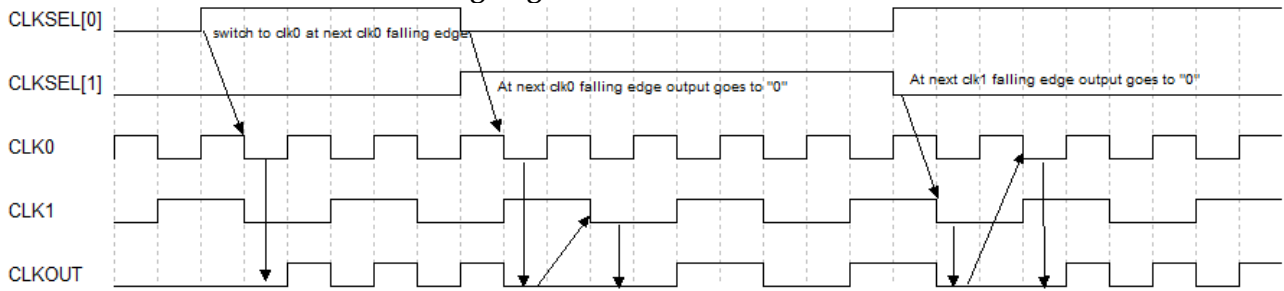 CLKSEL[0]
switch to clk0 at next clk0 falling edge
CLKSEL[1]
At next clk0 falling edge output goes to "0"
At next clk1 falling edge output goes to "0"
CLK0
CLK1
CLKOUT